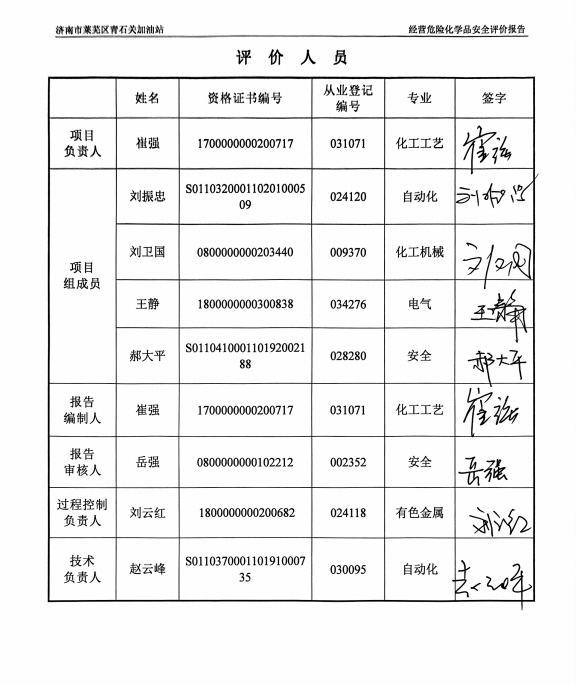 济南市莱芜区青石关加油站 经营危险化学品安全评价报告
评 价 人 员
姓名 资格证书编号 从业登记编号 专业 签字
项目负责人 崔强 1700000000200717 031071 化工工艺 崔强
项目组成员 刘振忠 S011032000110201000509 024120 自动化 刘振忠
刘卫国 0800000000203440 009370 化工机械 刘卫国
王静 1800000000300838 034276 电气 王静
郝大平 S011041000110192002188 028280 安全 郝大平
报告编制人 崔强 1700000000200717 031071 化工工艺 崔强
报告审核人 岳强 0800000000102212 002352 安全 岳强
过程控制负责人 刘云红 1800000000200682 024118 有色金属 刘云红
技术负责人 赵云峰 S011037000110191000735 030095 自动化 赵云峰